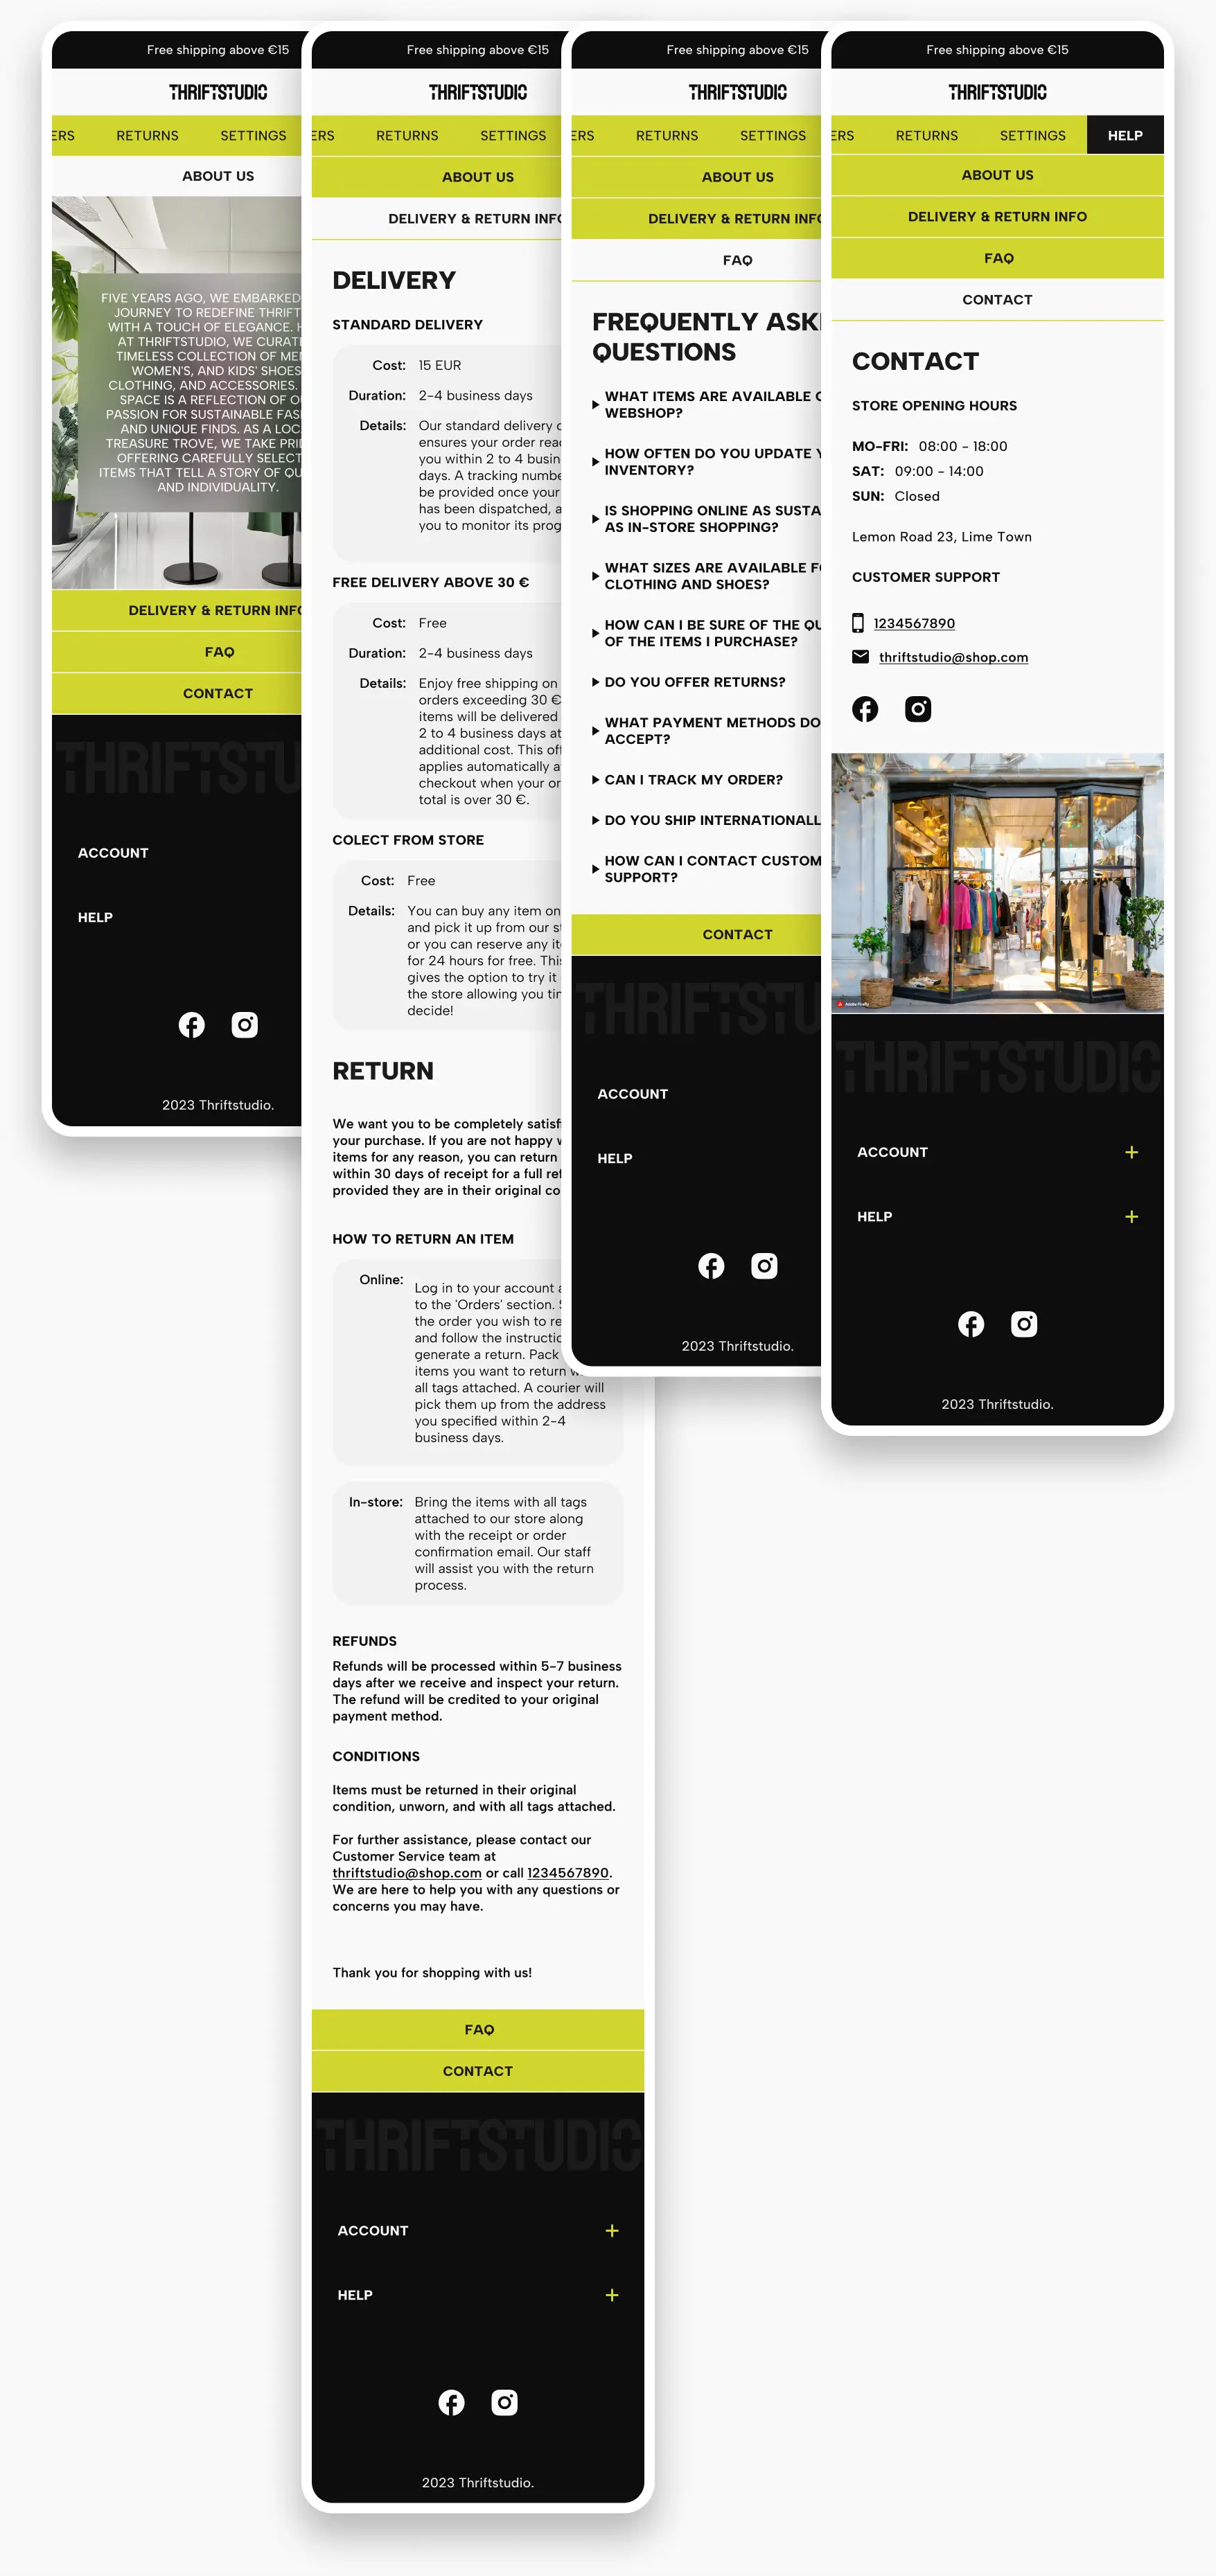 Free shipping above €15
THRIFTSTUDIO
ERS RETURNS SETTINGS
ABOUT US
FIVE YEARS AGO, WE EMBARKED
JOURNEY TO REDEFINE THRIFT
WITH A TOUCH OF ELEGANCE.
AT THRIFTSTUDIO, WE CURATE
TIMELESS COLLECTION OF
WOMEN'S, AND KIDS' SHOES
CLOTHING, AND ACCESSORIES.
SPACE IS A REFLECTION OF
PASSION FOR SUSTAINABLE
AND UNIQUE FINDS. AS A
TREASURE TROVE, WE TAKE
OFFERING CAREFULLY
ITEMS THAT TELL A STORY OF
AND INDIVIDUALITY.
DELIVERY & RETURN INFO
FAQ
CONTACT
THRIFTSTU
ACCOUNT
HELP
2023 Thriftstudio.
Free shipping above €15
THRIFTSTUDIO
ERS RETURNS SETTINGS
ABOUT US
DELIVERY & RETURN INFO
DELIVERY
STANDARD DELIVERY
Cost: 15 EUR
Duration: 2-4 business days
Details: Our standard delivery
ensures your order
you within 2 to 4
days. A tracking
be provided once your
has been dispatched,
you to monitor its
FREE DELIVERY ABOVE 30 €
Cost: Free
Duration: 2-4 business days
Details: Enjoy free shipping on
orders exceeding 30 €
items will be delivered
2 to 4 business days at
additional cost. This
applies automatically
checkout when your
total is over 30 €.
COLECT FROM STORE
Cost: Free
Details: You can buy any item
and pick it up from our
or you can reserve any
for 24 hours for free.
gives the option to try it
the store allowing you
decide!
RETURN
We want you to be completely
your purchase. If you are not happy
items for any reason, you can return
within 30 days of receipt for a full
provided they are in their original
HOW TO RETURN AN ITEM
Online: Log in to your account
to the 'Orders' section.
the order you wish to
and follow the
generate a return. Pack
items you want to return
all tags attached. A courier will
pick them up from the address
you specified within 2-4
business days.
In-store: Bring the items with all tags
attached to our store along
with the receipt or order
confirmation email. Our staff
will assist you with the return
process.
REFUNDS
Refunds will be processed within 5-7 business
days after we receive and inspect your return.
The refund will be credited to your original
payment method.
CONDITIONS
Items must be returned in their original
condition, unworn, and with all tags attached.
For further assistance, please contact our
Customer Service team at
thriftstudio@shop.com or call 1234567890.
We are here to help you with any questions or
concerns you may have.
Thank you for shopping with us!
FAQ
CONTACT
THRIFTSTUDIO
ACCOUNT
HELP
2023 Thriftstudio.
Free shipping above €15
THRIFTSTUDIO
ERS RETURNS SETTINGS
ABOUT US
DELIVERY & RETURN INFO
FAQ
FREQUENTLY
QUESTIONS
WHAT ITEMS ARE AVAILABLE
WEBSHOP?
HOW OFTEN DO YOU UPDATE
INVENTORY?
IS SHOPPING ONLINE AS
AS IN-STORE SHOPPING?
WHAT SIZES ARE AVAILABLE
CLOTHING AND SHOES?
HOW CAN I BE SURE OF THE
OF THE ITEMS I PURCHASE?
DO YOU OFFER RETURNS?
WHAT PAYMENT METHODS DO
ACCEPT?
CAN I TRACK MY ORDER?
DO YOU SHIP
HOW CAN I CONTACT
SUPPORT?
CONTACT
THRIFTSTU
ACCOUNT
HELP
2023 Thriftstudio.
Free shipping above €15
THRIFTSTUDIO
ERS RETURNS SETTINGS HELP
ABOUT US
DELIVERY & RETURN INFO
FAQ
CONTACT
CONTACT
STORE OPENING HOURS
MO-FRI: 08:00 - 18:00
SAT: 09:00 - 14:00
SUN: Closed
Lemon Road 23, Lime Town
CUSTOMER SUPPORT
1234567890
thriftstudio@shop.com
Adobe Firefly
THRIFTSTUDIO
ACCOUNT
HELP
2023 Thriftstudio.